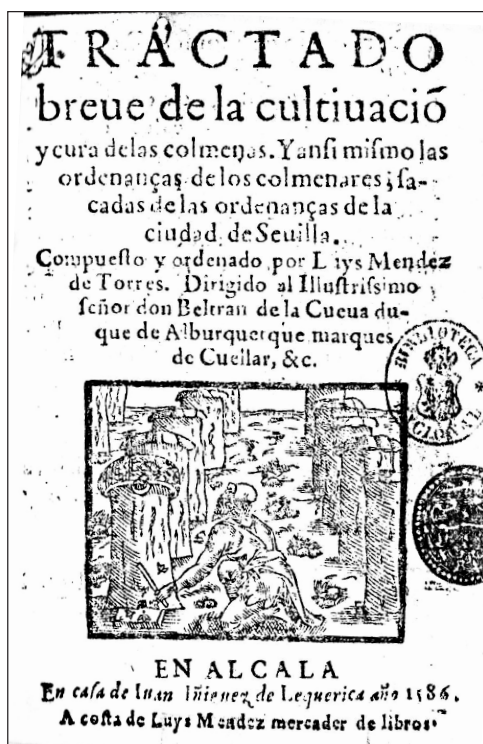 TRACTADO
breue de la cultiuació
y cura delas colmenas. Y ansi mismo las
ordenanças de los colmenares, sa-
cadas de las ordenanças de la
ciudad de Seuilla.
Compuesto y ordenado por Luys Mendez
de Torres. Dirigido al Illustrissimo
señor don Beltran de la Cueua du-
que de Alburquerque marques
de Cuellar, &c.
BIBLIOTECA
NACIONAL
EN ALCALA
En casa de Iuan Iñiguez de Lequerica año 1586.
A costa de Luys Mendez mercader de libros.